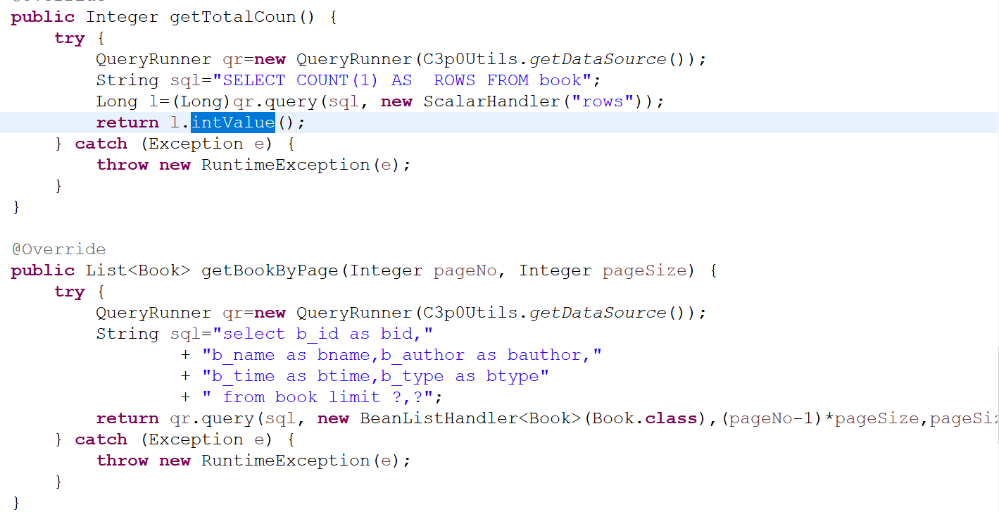 public Integer getTotalCoun() {
try {
QueryRunner qr=new QueryRunner(C3p0Utils.getDataSource());
String sql="SELECT COUNT(1) AS  ROWS FROM book";
Long l=(Long)qr.query(sql, new ScalarHandler("rows"));
return l.intValue();
} catch (Exception e) {
throw new RuntimeException(e);
}
}
@Override
public List<Book> getBookByPage(Integer pageNo, Integer pageSize) {
try {
QueryRunner qr=new QueryRunner(C3p0Utils.getDataSource());
String sql="select b_id as bid,"
+ "b_name as bname,b_author as bauthor,"
+ "b_time as btime,b_type as btype"
+ " from book limit ?,?";
return qr.query(sql, new BeanListHandler<Book>(Book.class),(pageNo-1)*pageSize,
} catch (Exception e) {
throw new RuntimeException(e);
}
}